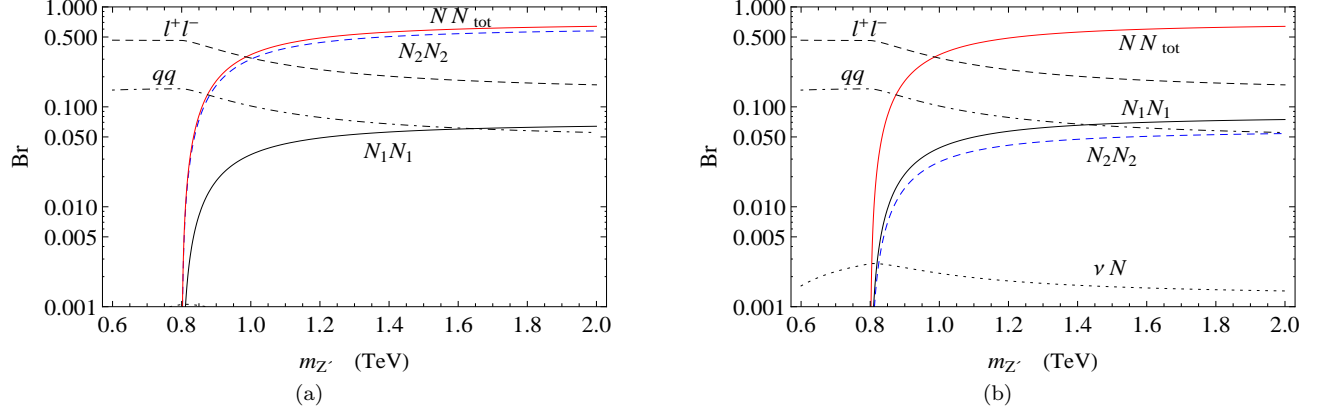 1.000
0.500
0.100
0.050
0.010
0.005
0.001
Br
l⁺l⁻
qq
N N tot
N₂N₂
N₁N₁
0.6 0.8 1.0 1.2 1.4 1.6 1.8 2.0
m_Z´ (TeV)
(a)
1.000
0.500
0.100
0.050
0.010
0.005
0.001
Br
l⁺l⁻
qq
N N tot
N₁N₁
N₂N₂
ν N
0.6 0.8 1.0 1.2 1.4 1.6 1.8 2.0
m_Z´ (TeV)
(b)